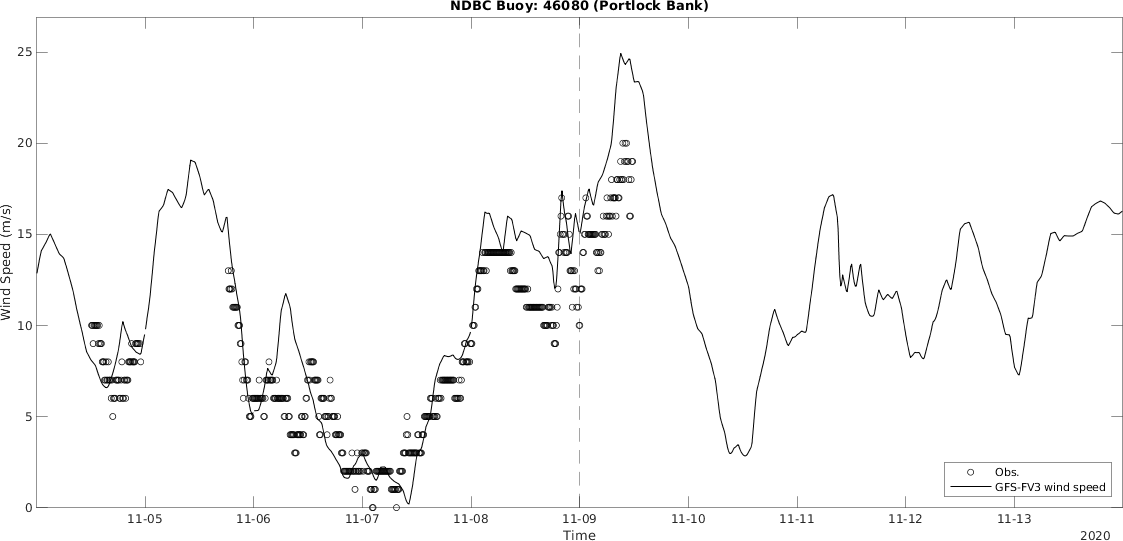 NDBC Buoy: 46080 (Portlock Bank)
Wind Speed (m/s)
25
20
15
10
5
0
11-05 11-06 11-07 11-08 11-09 11-10 11-11 11-12 11-13
Time
2020
Obs.
GFS-FV3 wind speed